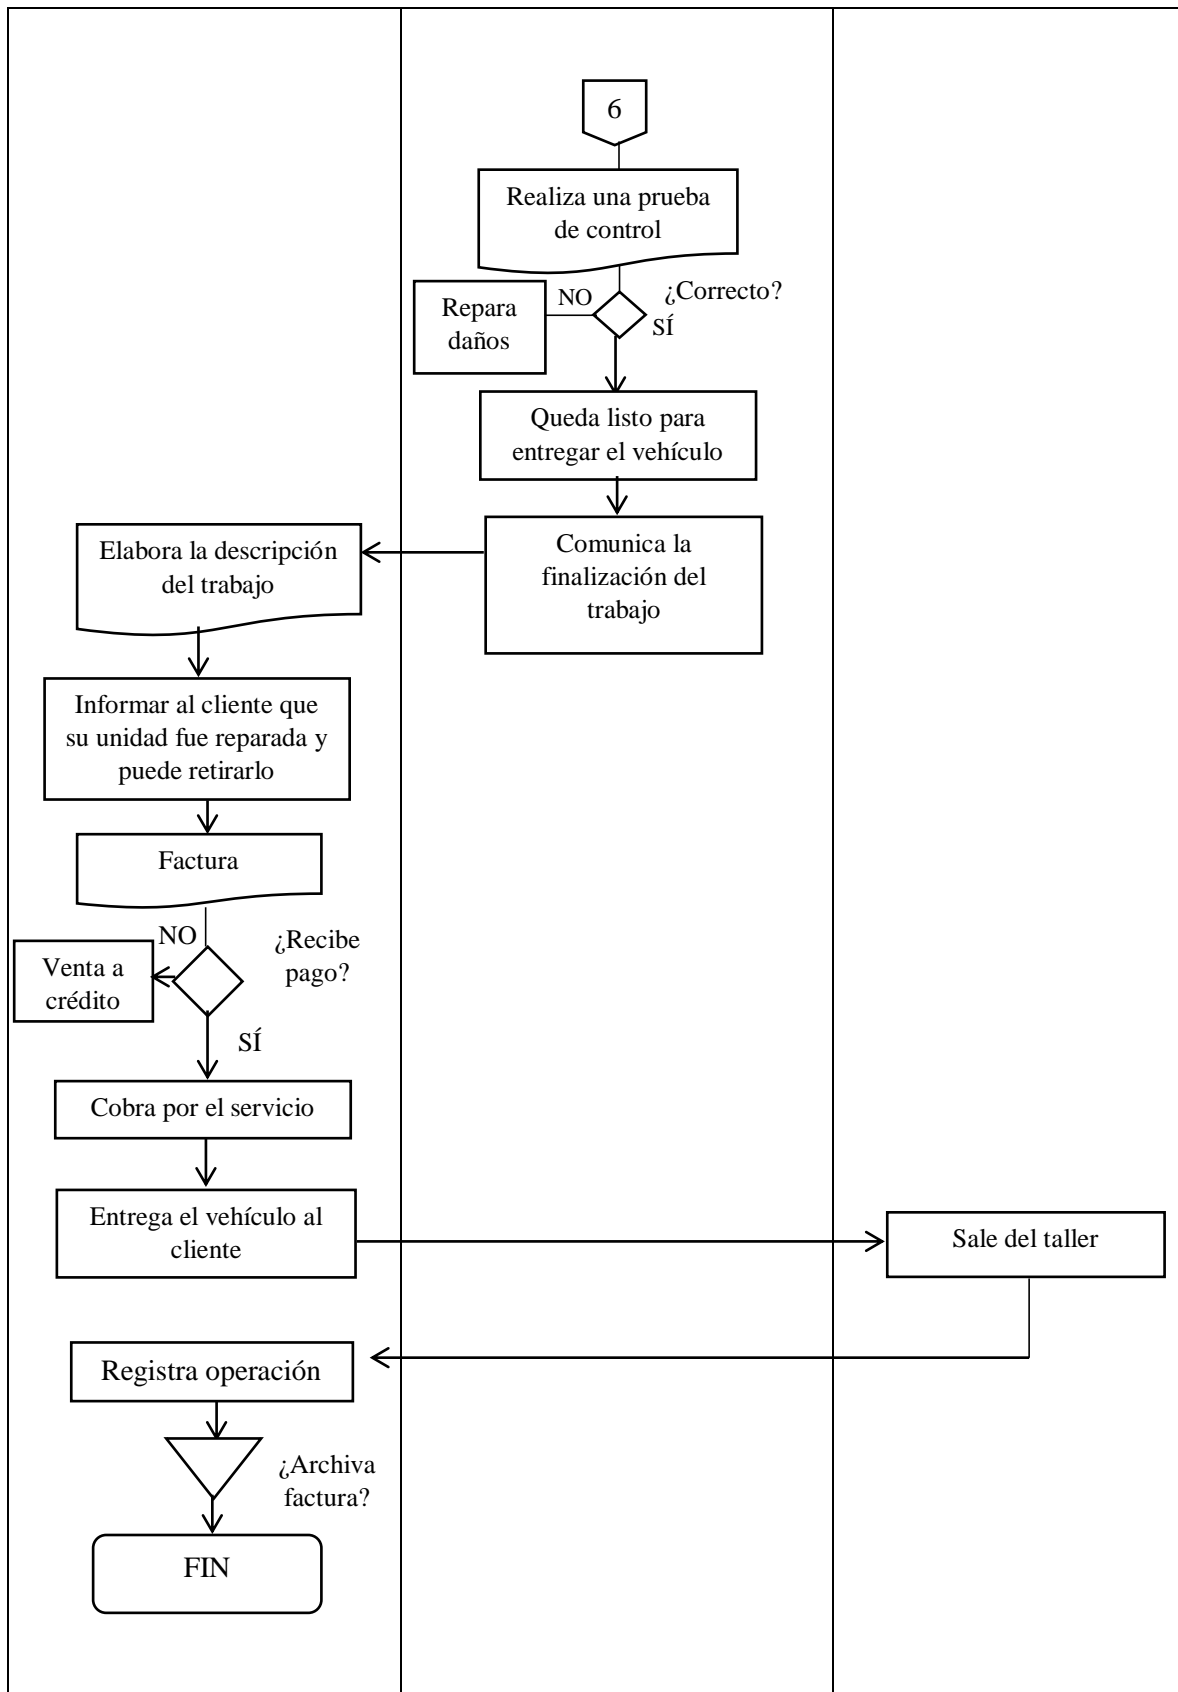 6
Realiza una prueba
de control
¿Correcto?
NO
SÍ
Repara
daños
Queda listo para
entregar el vehículo
Comunica la
finalización del
trabajo
Elabora la descripción
del trabajo
Informar al cliente que
su unidad fue reparada y
puede retirarlo
Factura
NO
¿Recibe
pago?
Venta a
crédito
SÍ
Cobra por el servicio
Entrega el vehículo al
cliente
Sale del taller
Registra operación
¿Archiva
factura?
FIN